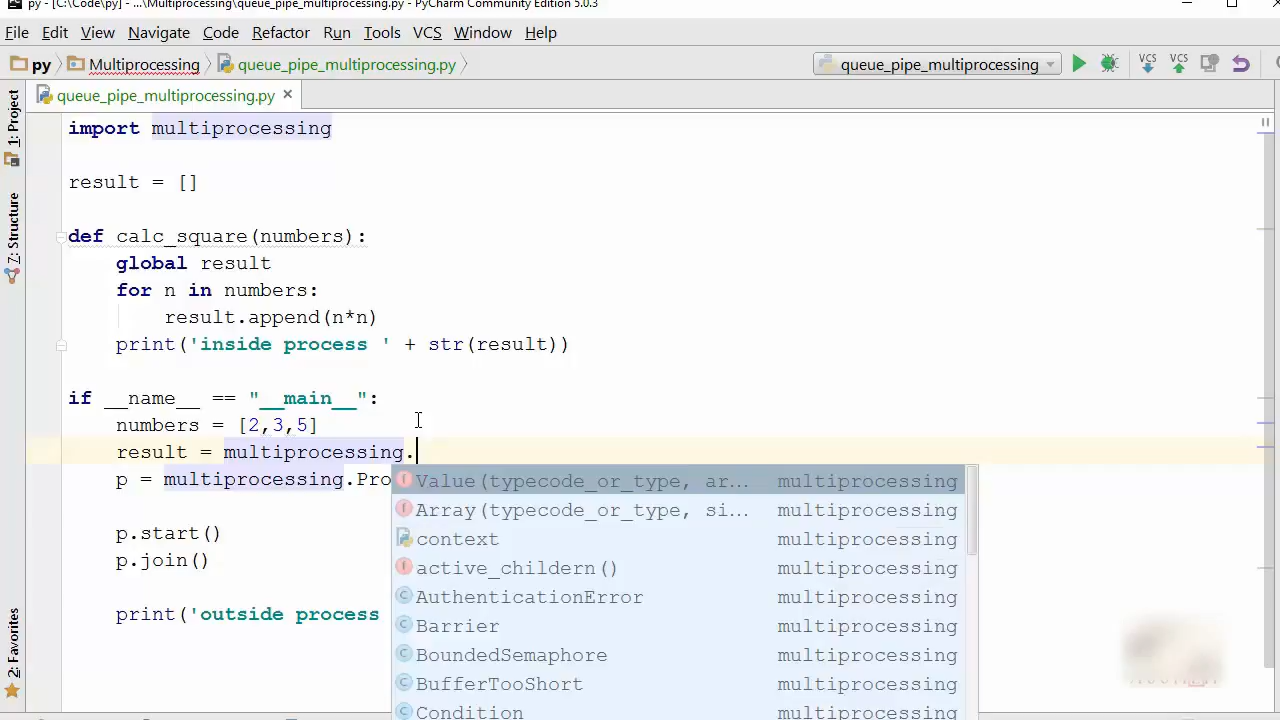 py - [C:\Code\py] - ...\Multiprocessing\queue_pipe_multiprocessing.py - PyCharm Community Edition 5.0.3
File Edit View Navigate Code Refactor Run Tools VCS Window Help
py Multiprocessing queue_pipe_multiprocessing.py queue_pipe_multiprocessing VCS VCS
queue_pipe_multiprocessing.py
1: Project
7: Structure
2: Favorites
import multiprocessing
result = []
def calc_square(numbers):
global result
for n in numbers:
result.append(n*n)
print('inside process ' + str(result))
if __name__ == "__main__":
numbers = [2,3,5]
result = multiprocessing.
p = multiprocessing.Pro
p.start()
p.join()
print('outside process
Value(typecode_or_type, ar... multiprocessing
Array(typecode_or_type, si... multiprocessing
context multiprocessing
active_childern() multiprocessing
AuthenticationError multiprocessing
Barrier multiprocessing
BoundedSemaphore multiprocessing
BufferTooShort multiprocessing
Condition multiprocessing